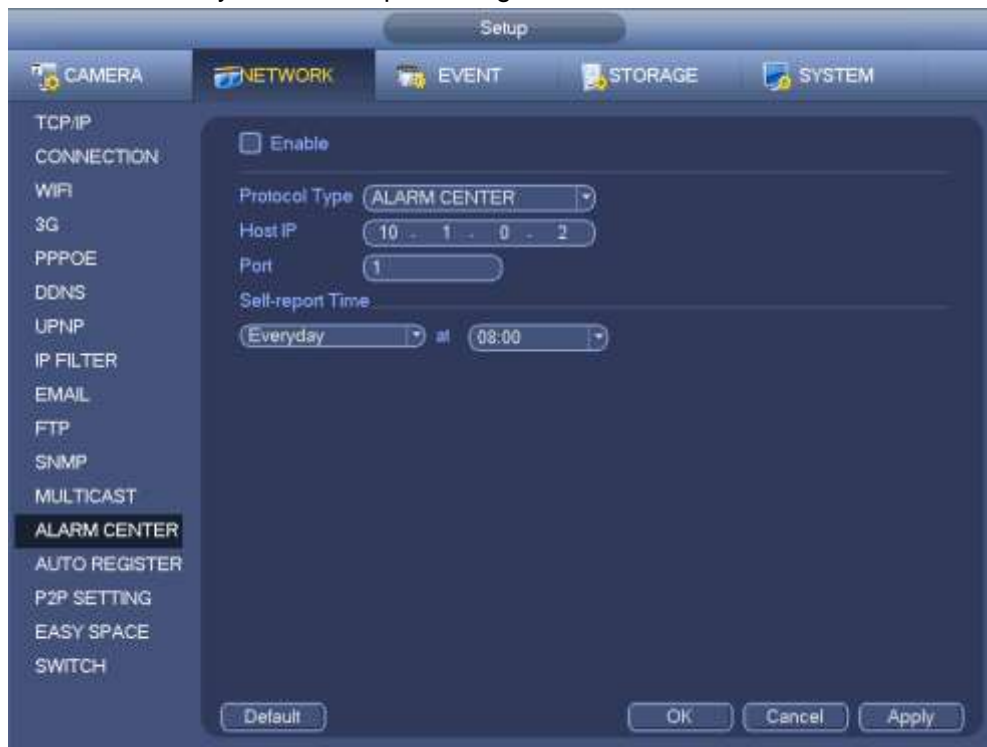 Setup
CAMERA NETWORK EVENT STORAGE SYSTEM
TCP/IP
CONNECTION
WIFI
3G
PPPOE
DDNS
UPNP
IP FILTER
EMAIL
FTP
SNMP
MULTICAST
ALARM CENTER
AUTO REGISTER
P2P SETTING
EASY SPACE
SWITCH
Enable
Protocol Type ALARM CENTER
Host IP 10 . 1 . 0 . 2
Port 1
Self-report Time
Everyday at 08:00
Default OK Cancel Apply